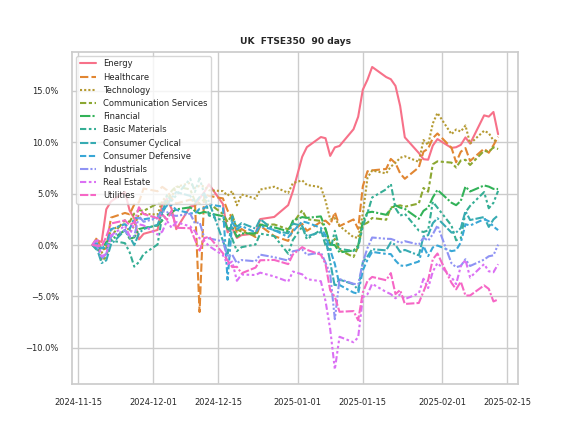 UK FTSE350 90 days
Energy
Healthcare
Technology
Communication Services
Financial
Basic Materials
Consumer Cyclical
Consumer Defensive
Industrials
Real Estate
Utilities
15.0%
10.0%
5.0%
0.0%
−5.0%
−10.0%
2024-11-15 2024-12-01 2024-12-15 2025-01-01 2025-01-15 2025-02-01 2025-02-15